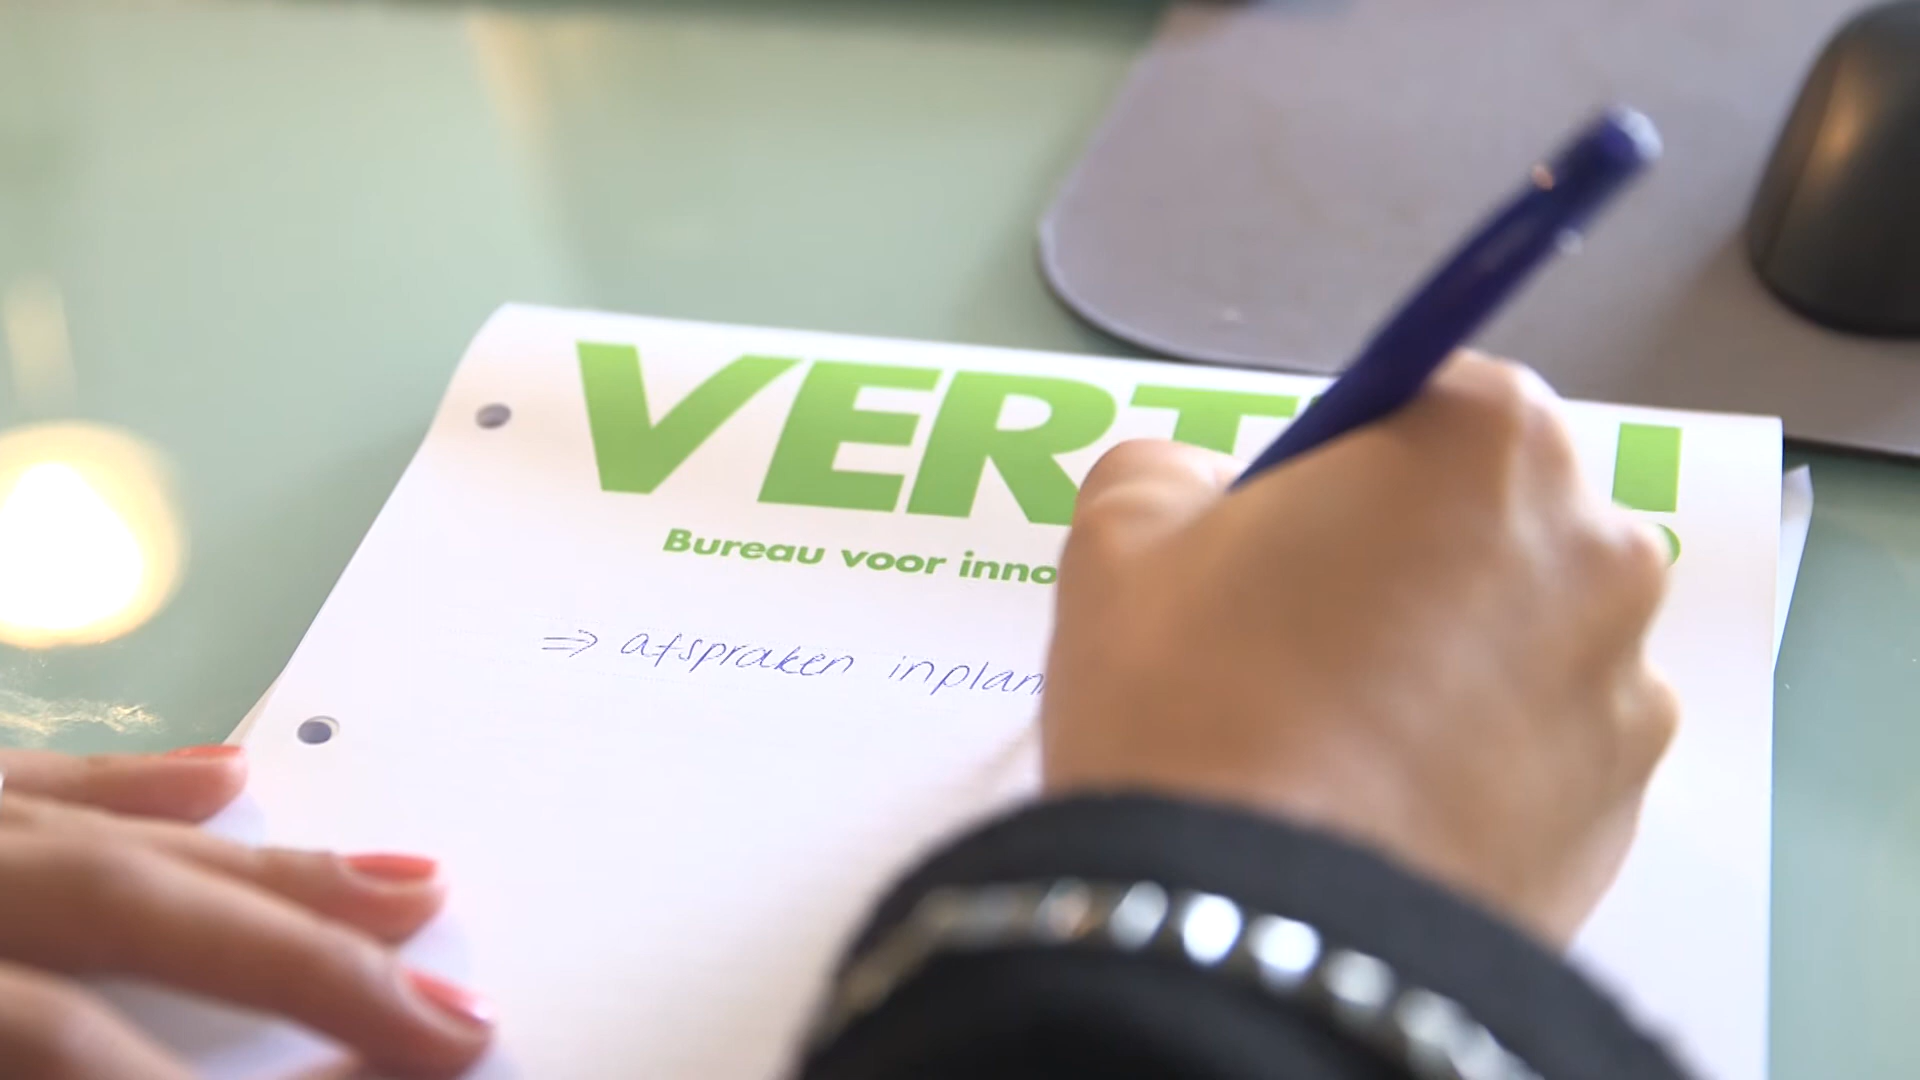 VERT
Bureau voor inno
⇒ afspraken inplan